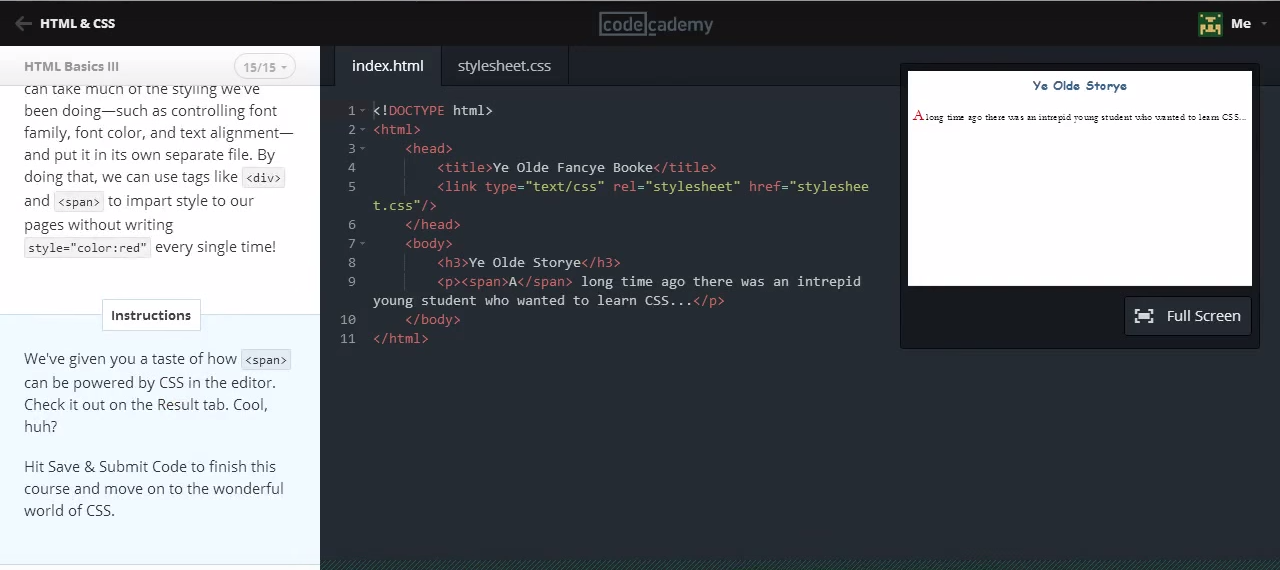 HTML & CSS
codecademy
Me
HTML Basics III
15/15
can take much of the styling we've
been doing—such as controlling font
family, font color, and text alignment—
and put it in its own separate file. By
doing that, we can use tags like <div>
and <span> to impart style to our
pages without writing
style="color:red" every single time!
Instructions
We've given you a taste of how <span>
can be powered by CSS in the editor.
Check it out on the Result tab. Cool,
huh?
Hit Save & Submit Code to finish this
course and move on to the wonderful
world of CSS.
index.html
stylesheet.css
1 <!DOCTYPE html>
2 <html>
3 <head>
4 <title>Ye Olde Fancye Booke</title>
5 <link type="text/css" rel="stylesheet" href="styleshee
t.css"/>
6 </head>
7 <body>
8 <h3>Ye Olde Storye</h3>
9 <p><span>A</span> long time ago there was an intrepid
young student who wanted to learn CSS...</p>
10 </body>
11 </html>
Ye Olde Storye
A long time ago there was an intrepid young student who wanted to learn CSS...
Full Screen